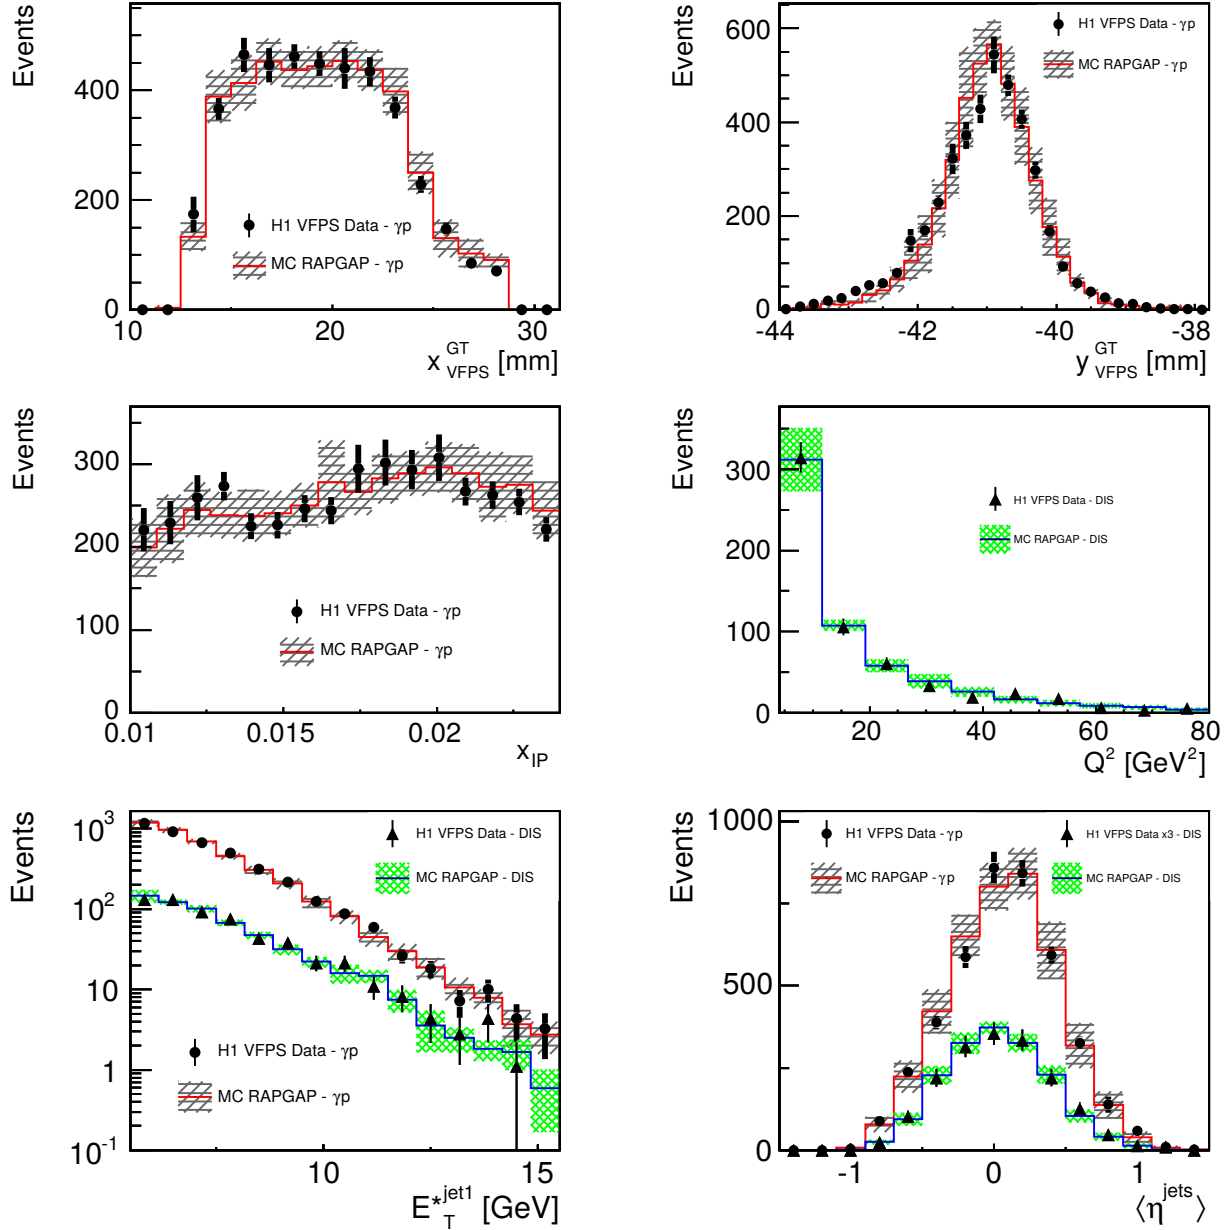 Events
400
200
0
10
20
30
H1 VFPS Data - γp
MC RAPGAP - γp
x GT VFPS [mm]
Events
600
400
200
0
-44
-42
-40
-38
H1 VFPS Data - γp
MC RAPGAP - γp
y GT VFPS [mm]
Events
300
200
100
0
0.01
0.015
0.02
H1 VFPS Data - γp
MC RAPGAP - γp
x IP
Events
300
200
100
0
20
40
60
80
H1 VFPS Data - DIS
MC RAPGAP - DIS
Q² [GeV²]
Events
10³
10²
10
1
10⁻¹
10
15
H1 VFPS Data - DIS
MC RAPGAP - DIS
H1 VFPS Data - γp
MC RAPGAP - γp
E*jet1 T [GeV]
Events
1000
500
0
-1
0
1
H1 VFPS Data - γp
MC RAPGAP - γp
H1 VFPS Data x3 - DIS
MC RAPGAP - DIS
⟨η jets⟩